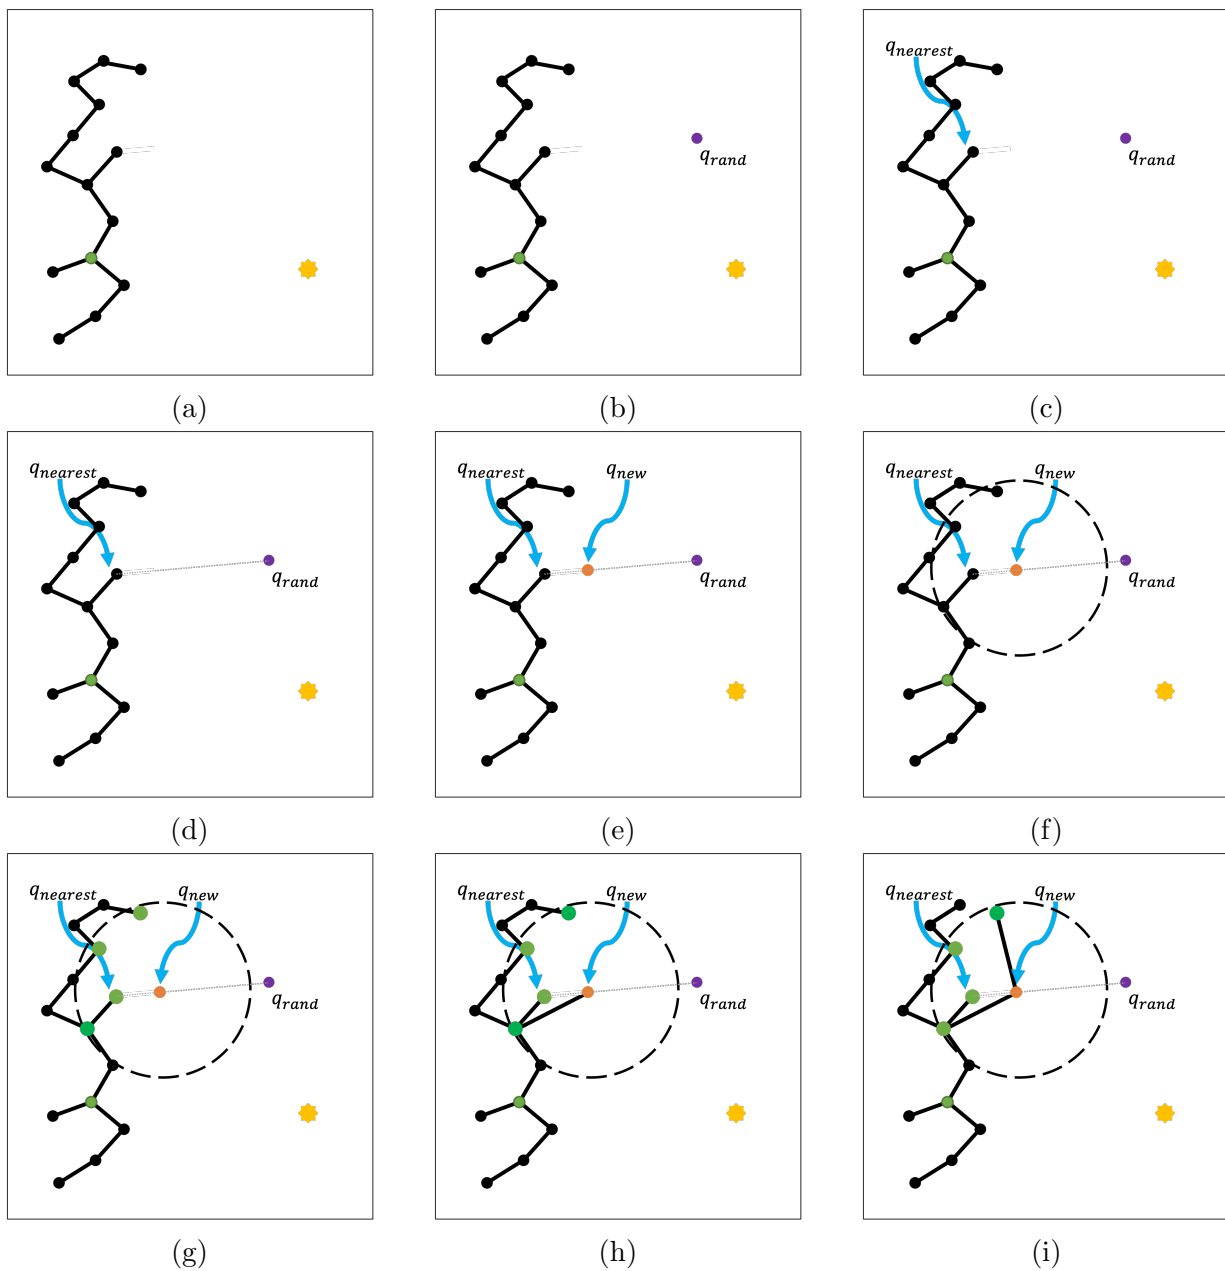 q_nearest
q_rand
q_rand
(a)
(b)
(c)
q_nearest
q_nearest
q_new
q_nearest
q_new
q_rand
q_rand
q_rand
(d)
(e)
(f)
q_nearest
q_new
q_nearest
q_new
q_nearest
q_new
q_rand
q_rand
q_rand
(g)
(h)
(i)